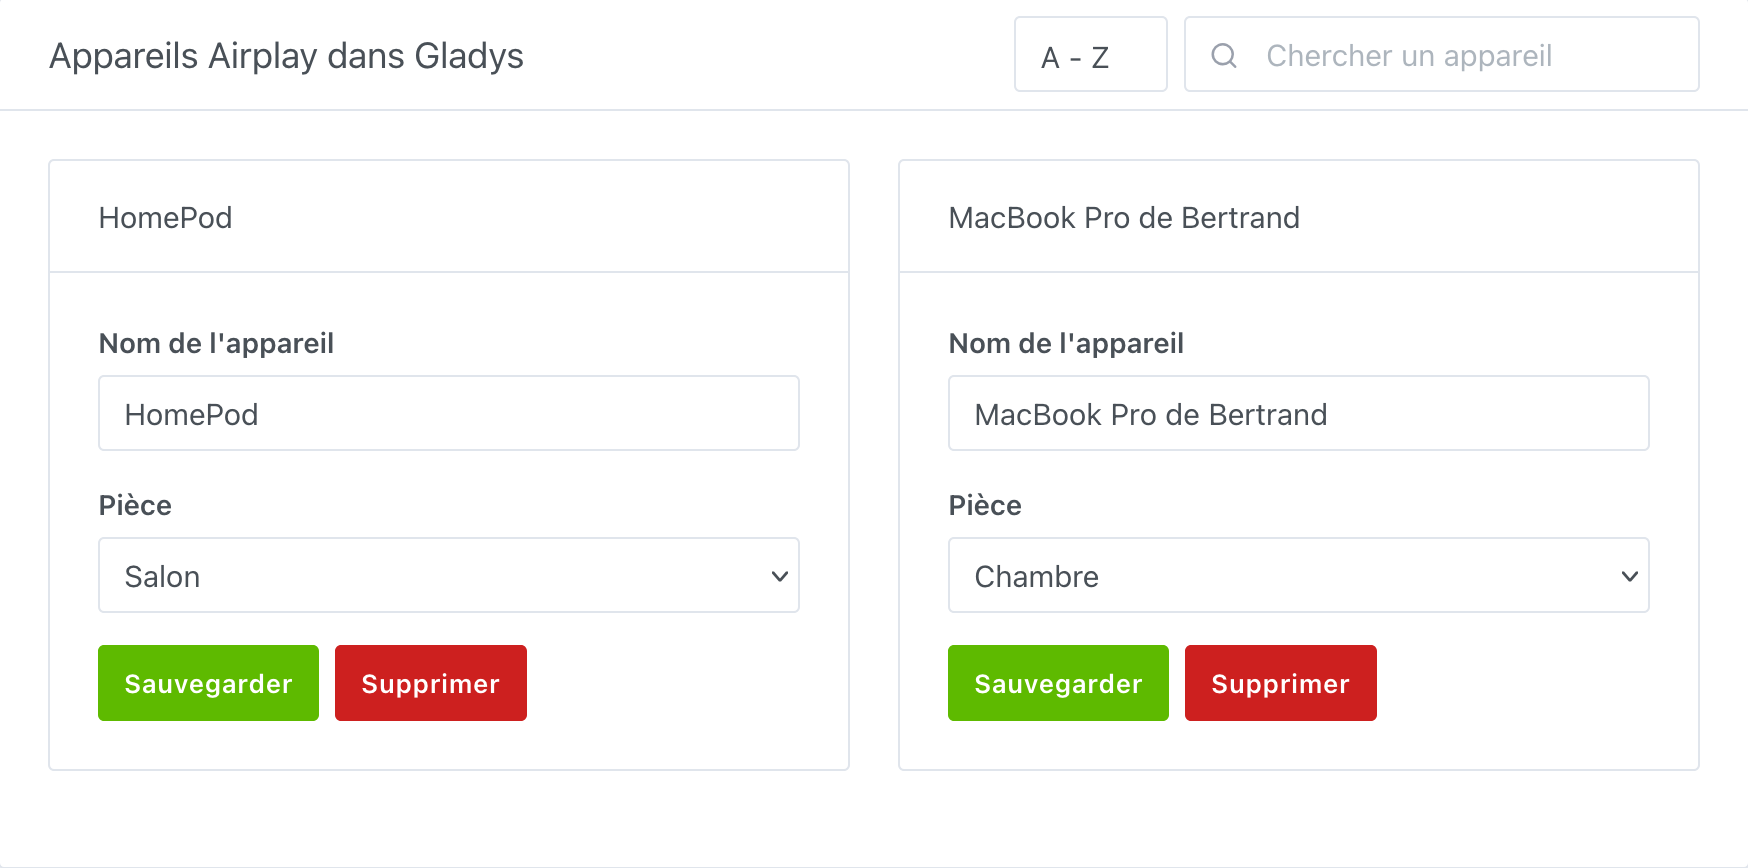 Appareils Airplay dans Gladys
A - Z
Chercher un appareil
HomePod
Nom de l'appareil
HomePod
Pièce
Salon
Sauvegarder
Supprimer
MacBook Pro de Bertrand
Nom de l'appareil
MacBook Pro de Bertrand
Pièce
Chambre
Sauvegarder
Supprimer